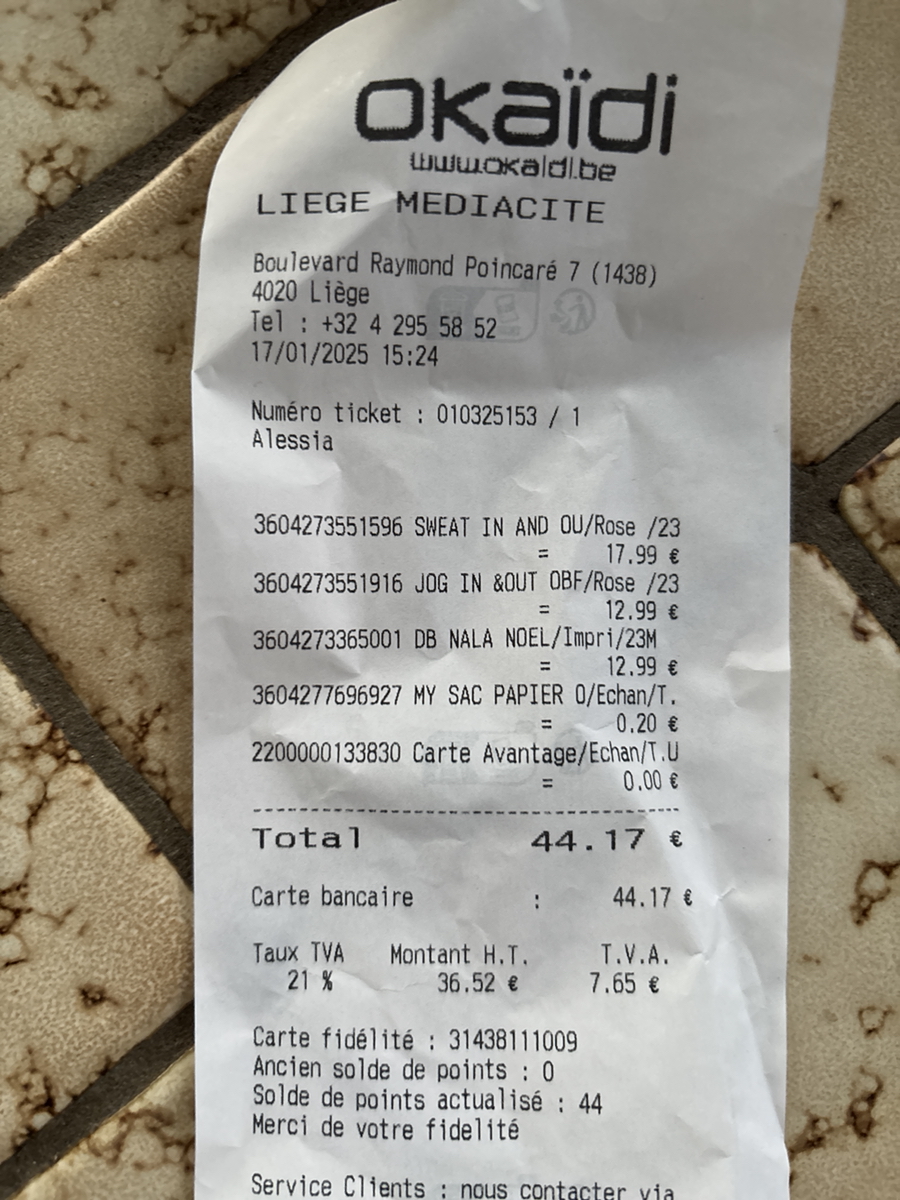 okaïdi
www.okaidi.be
LIEGE MEDIACITE
Boulevard Raymond Poincaré 7 (1438)
4020 Liège
Tel : +32 4 295 58 52
17/01/2025 15:24
Numéro ticket : 010325153 / 1
Alessia
3604273551596 SWEAT IN AND OU/Rose /23
= 17.99 €
3604273551916 JOG IN &OUT OBF/Rose /23
= 12.99 €
3604273365001 DB NALA NOEL/Impri/23M
= 12.99 €
3604277696927 MY SAC PAPIER O/Echan/T.
= 0.20 €
2200000133830 Carte Avantage/Echan/T.U
= 0.00 €
Total 44.17 €
Carte bancaire : 44.17 €
Taux TVA Montant H.T. T.V.A.
21 % 36.52 € 7.65 €
Carte fidélité : 31438111009
Ancien solde de points : 0
Solde de points actualisé : 44
Merci de votre fidelité
Service Clients : nous contacter via